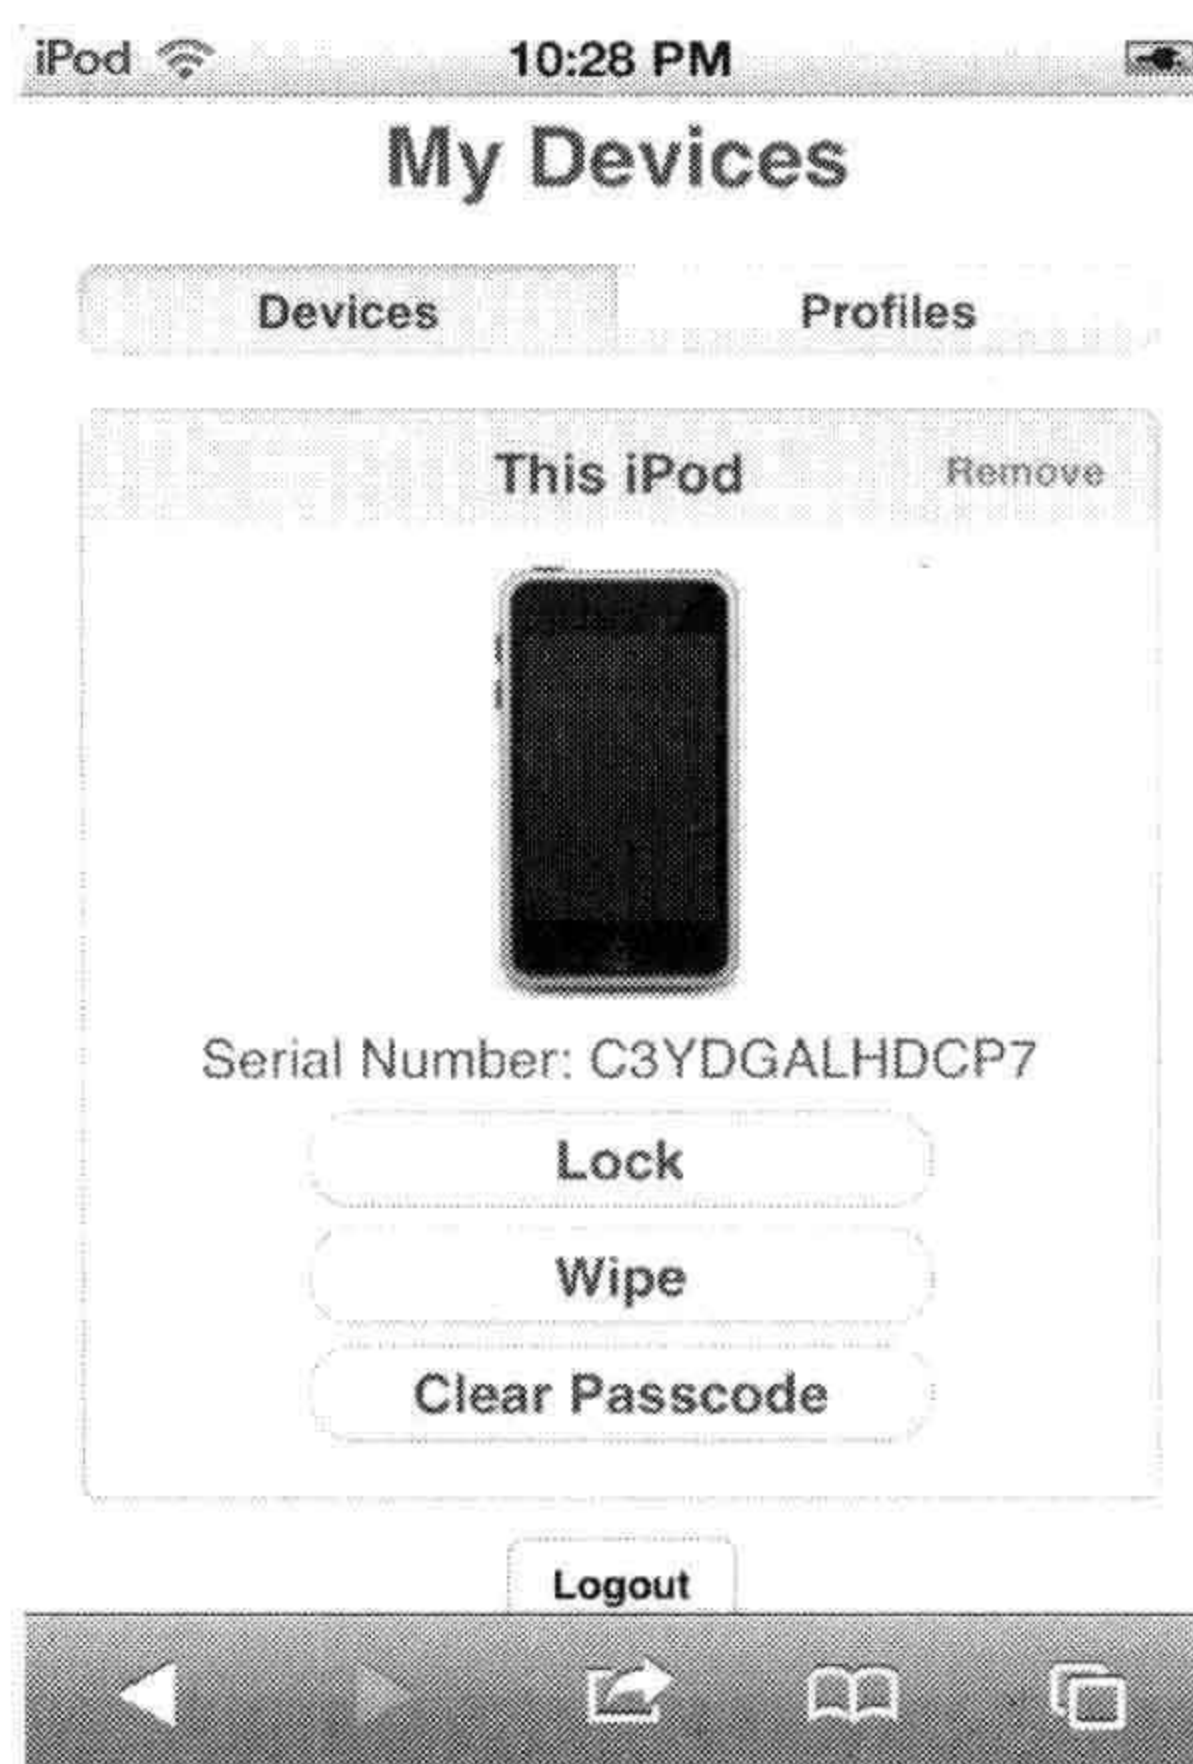 iPod 10:28 PM
My Devices
Devices Profiles
This iPod Remove
Serial Number: C3YDGALHDCP7
Lock
Wipe
Clear Passcode
Logout